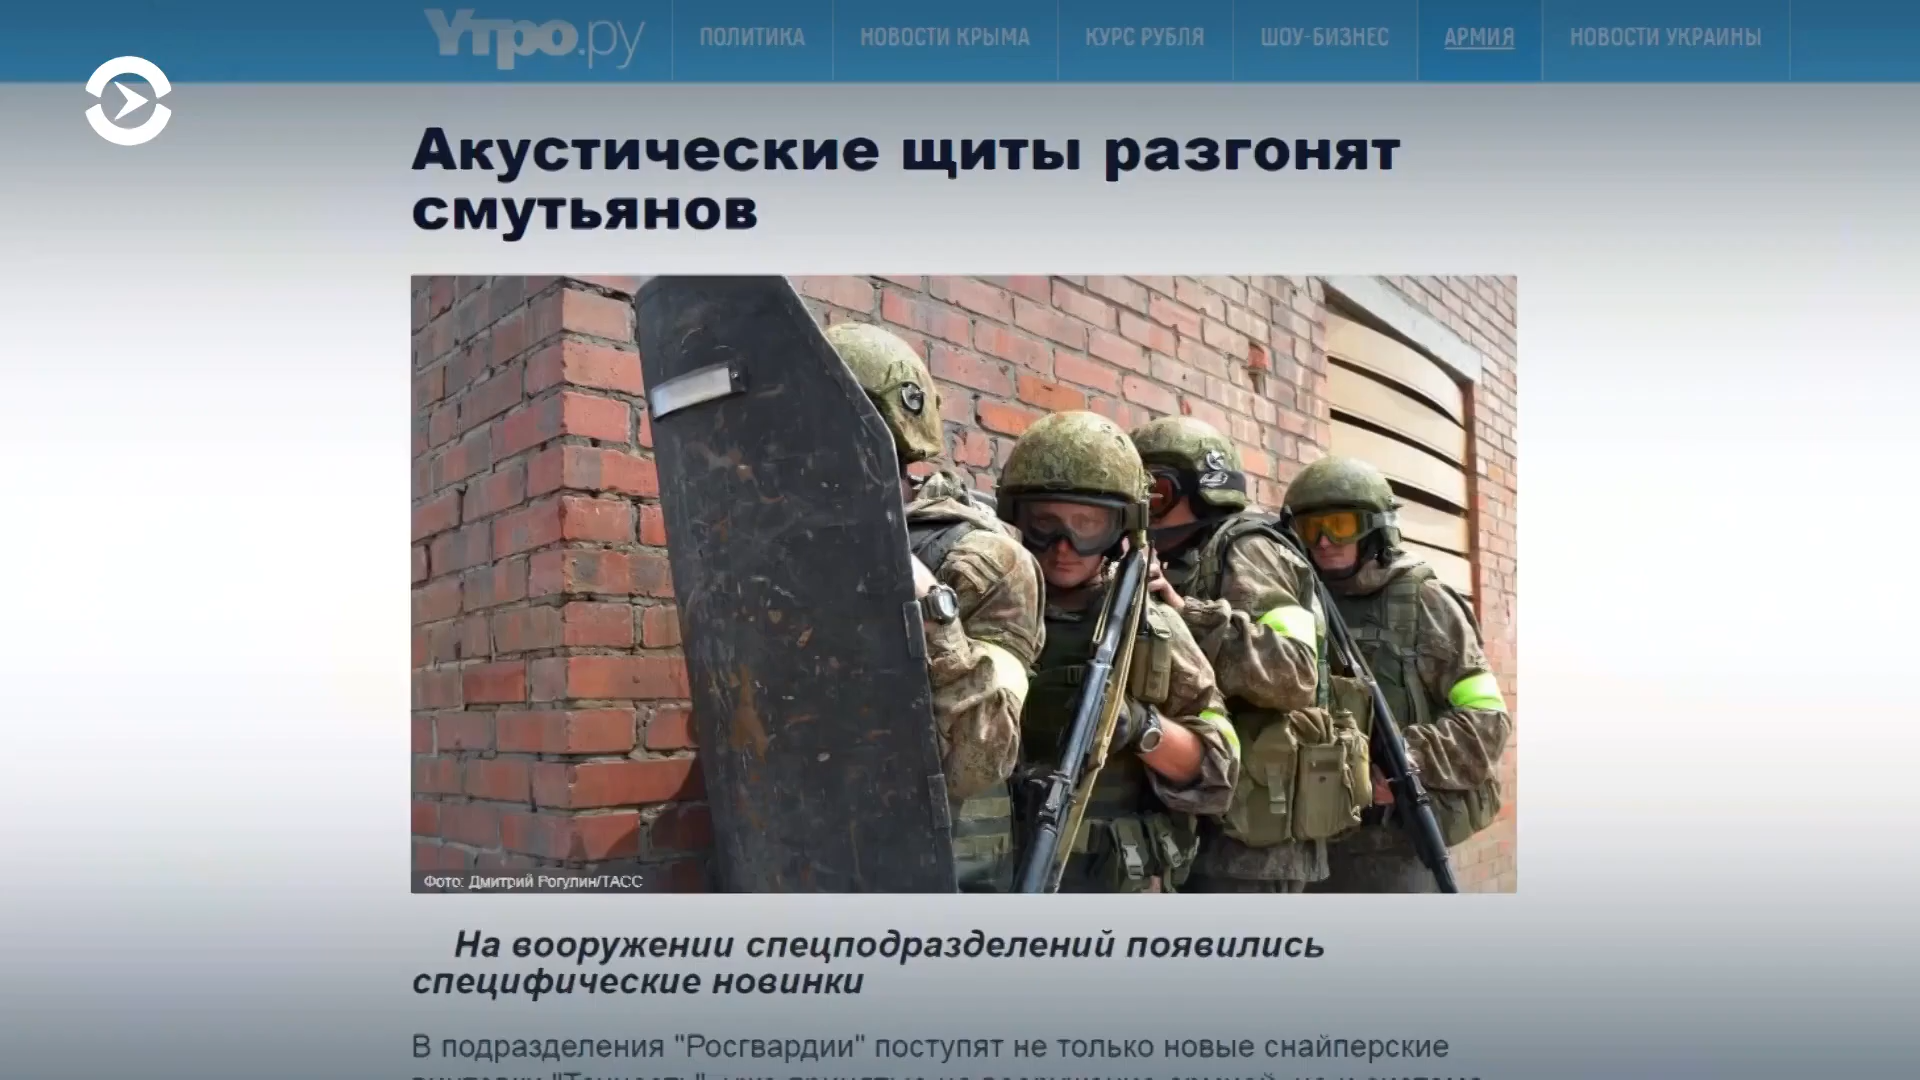 Утро.ру
ПОЛИТИКА
НОВОСТИ КРЫМА
КУРС РУБЛЯ
ШОУ-БИЗНЕС
АРМИЯ
НОВОСТИ УКРАИНЫ
Акустические щиты разгонят
смутьянов
Фото: Дмитрий Рогулин/ТАСС
На вооружении спецподразделений появились
специфические новинки
В подразделения "Росгвардии" поступят не только новые снайперские